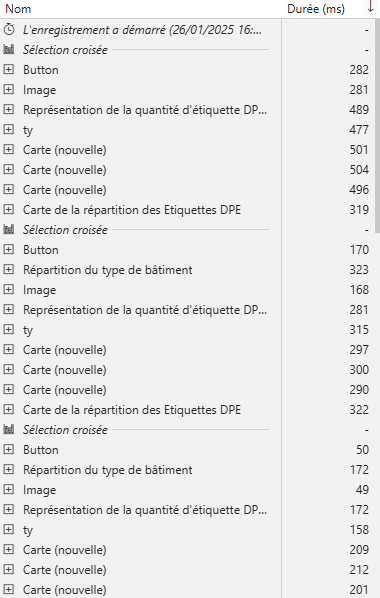 Nom Durée (ms)
L'enregistrement a démarré (26/01/2025 16:... -
Sélection croisée -
Button 282
Image 281
Représentation de la quantité d'étiquette DP... 489
ty 477
Carte (nouvelle) 501
Carte (nouvelle) 504
Carte (nouvelle) 496
Carte de la répartition des Etiquettes DPE 319
Sélection croisée -
Button 170
Répartition du type de bâtiment 323
Image 168
Représentation de la quantité d'étiquette DP... 281
ty 315
Carte (nouvelle) 297
Carte (nouvelle) 300
Carte (nouvelle) 290
Carte de la répartition des Etiquettes DPE 322
Sélection croisée -
Button 50
Répartition du type de bâtiment 172
Image 49
Représentation de la quantité d'étiquette DP... 172
ty 158
Carte (nouvelle) 209
Carte (nouvelle) 212
Carte (nouvelle) 201